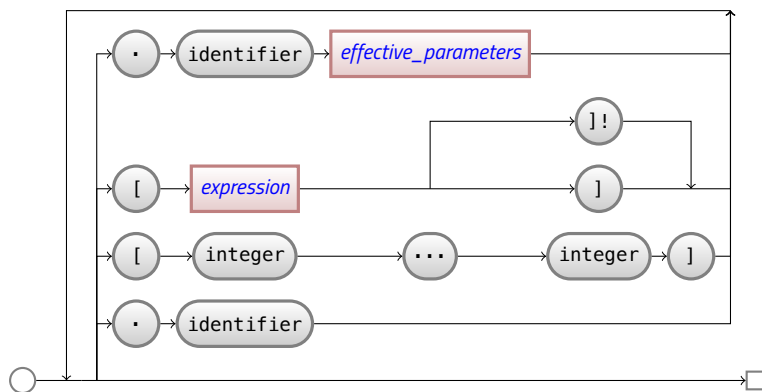 . identifier effective_parameters
]!
[ expression ]
[ integer ... integer ]
. identifier